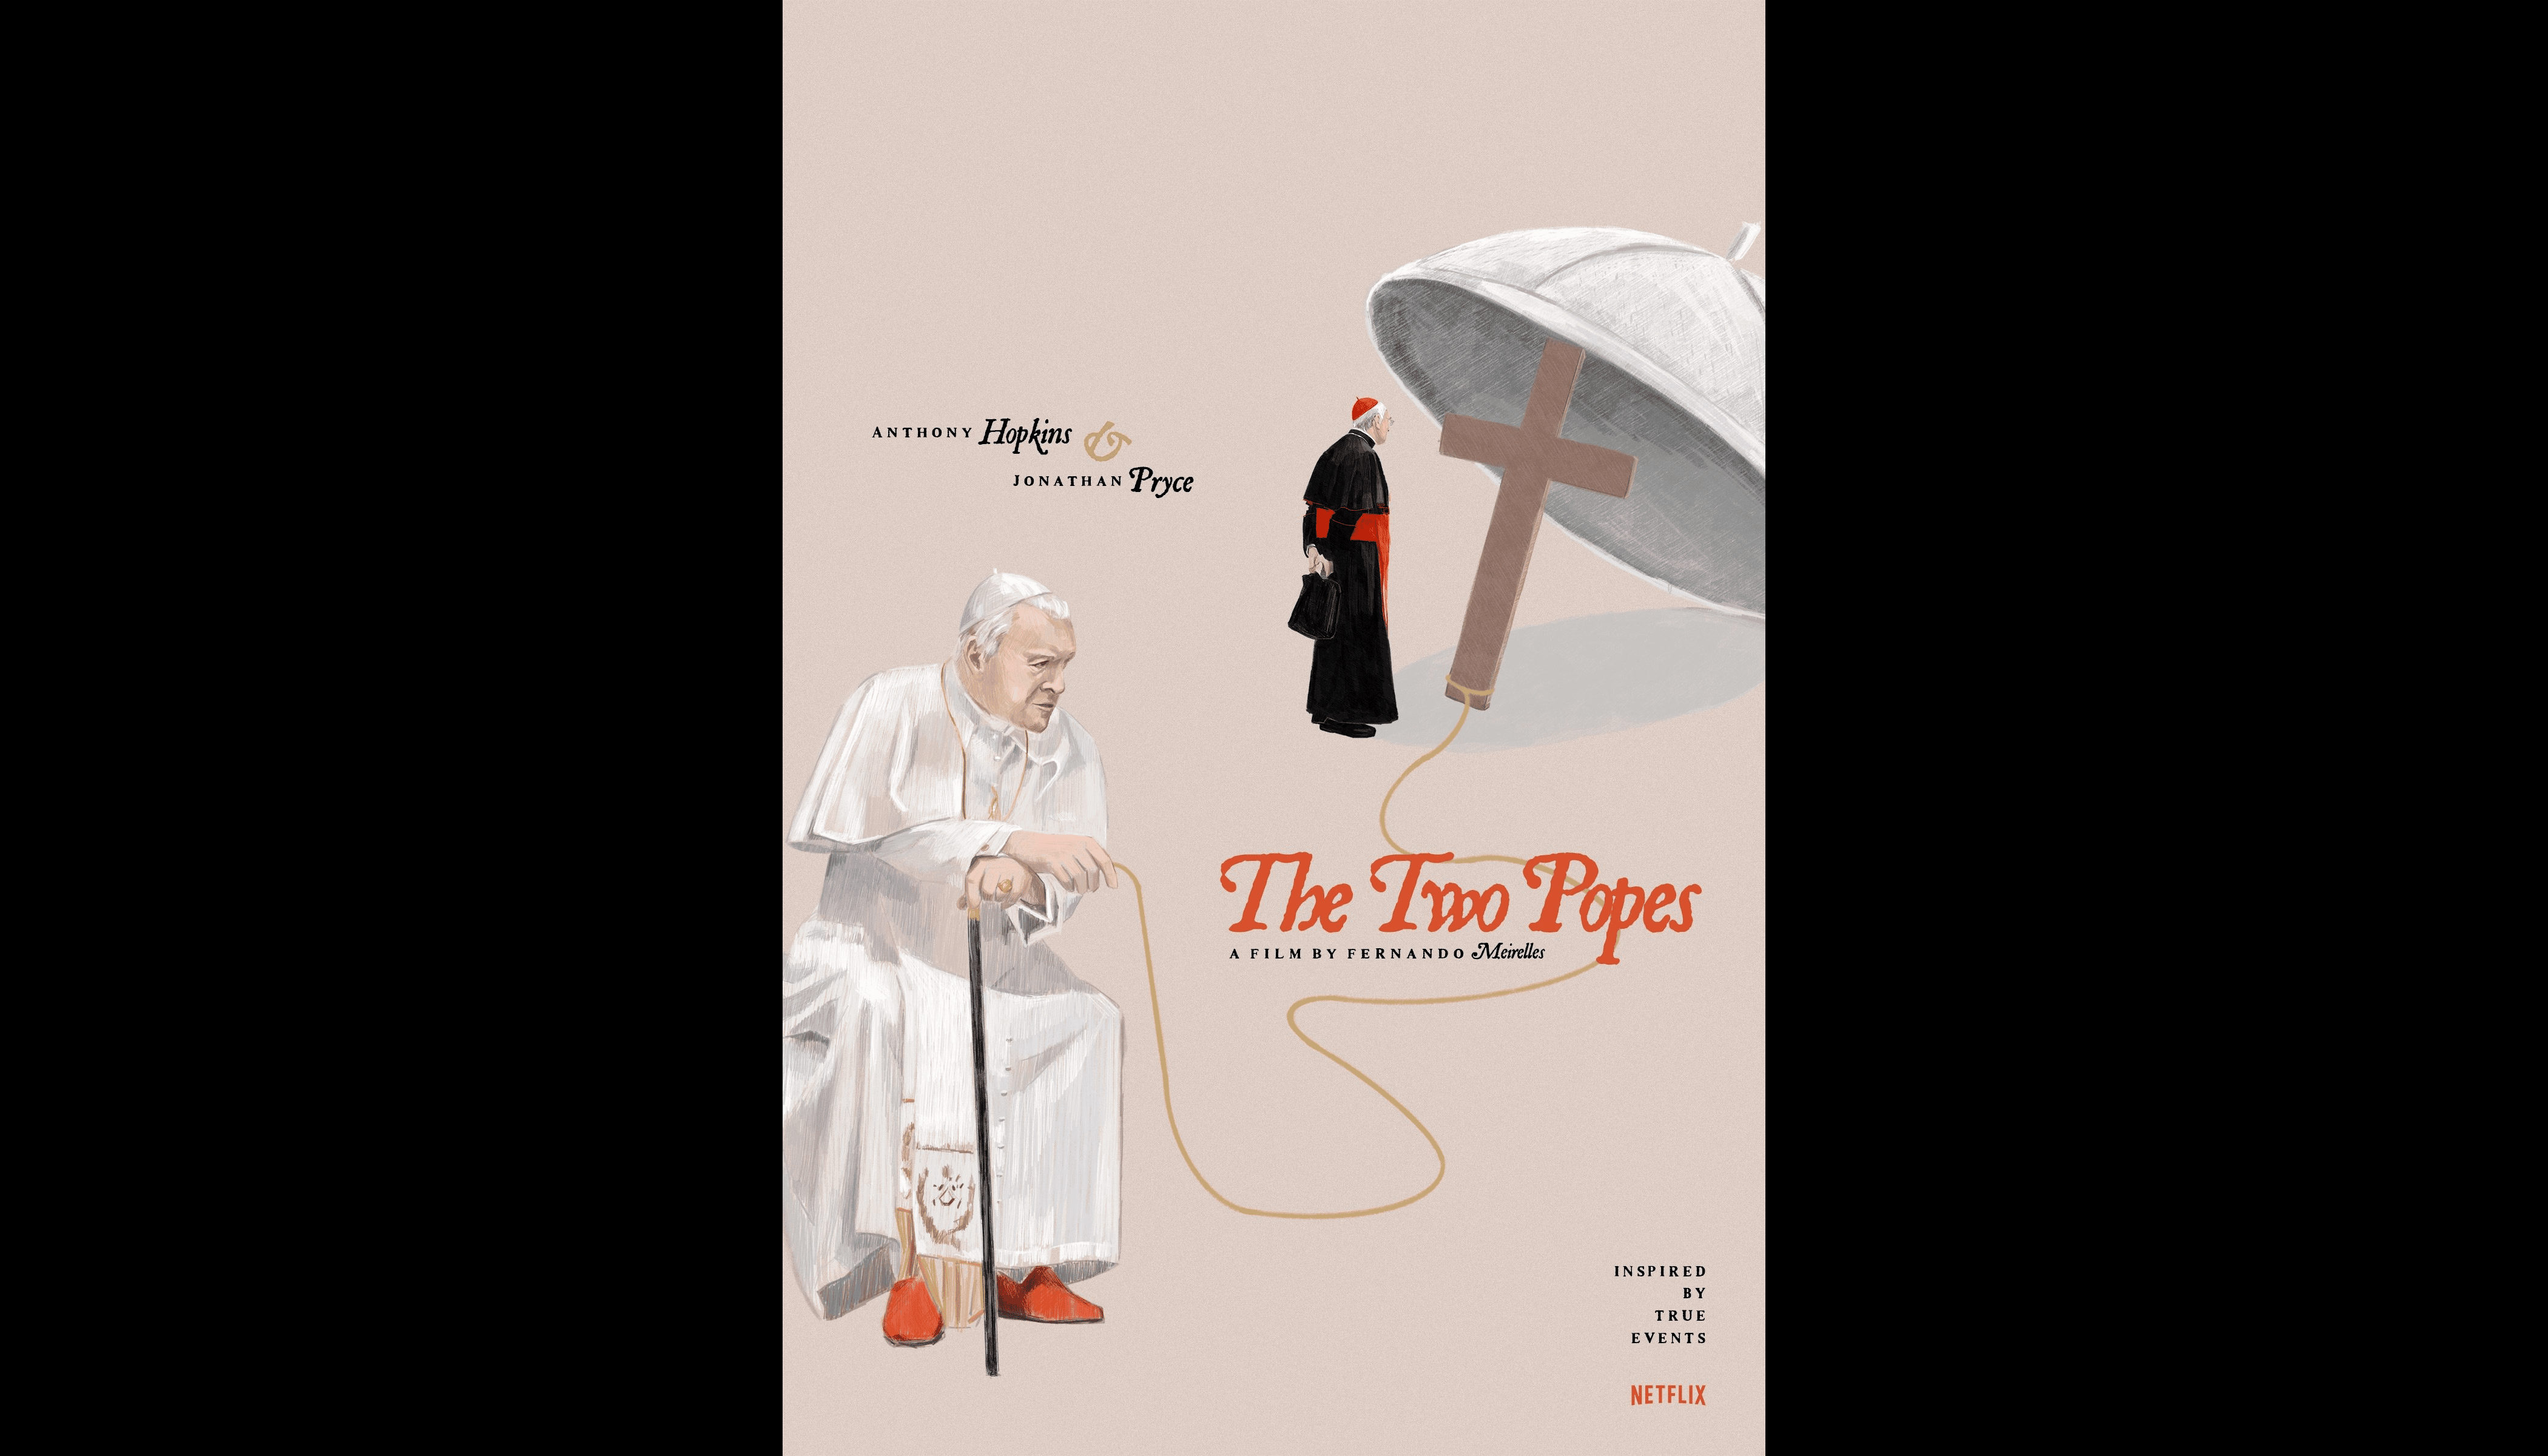 ANTHONY Hopkins &
JONATHAN Pryce
The Two Popes
A FILM BY FERNANDO Meirelles
INSPIRED
BY
TRUE
EVENTS
NETFLIX